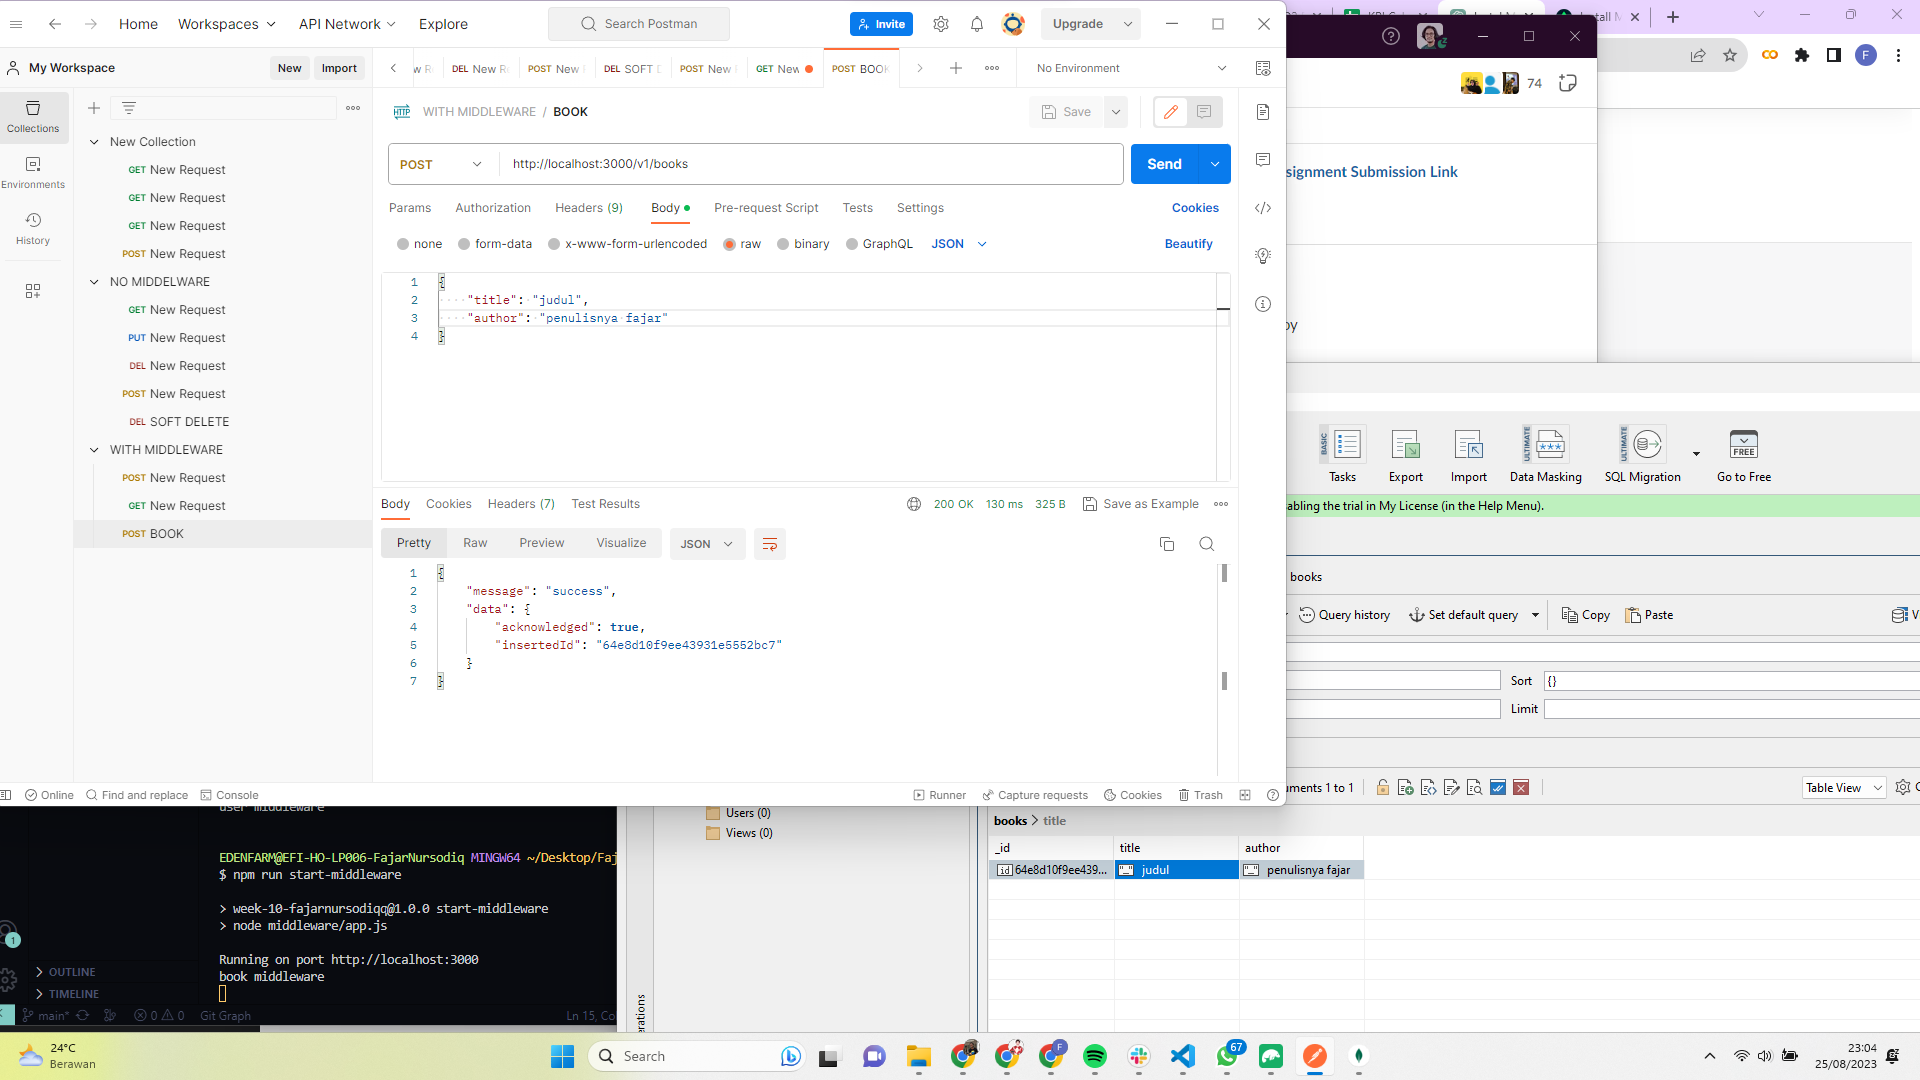 Home
Workspaces
API Network
Explore
Search Postman
Invite
Upgrade
My Workspace
New
Import
DEL New R
POST New
DEL SOFT D
POST New
GET New
POST BOOK
No Environment
Collections
Environments
History
New Collection
GET New Request
GET New Request
GET New Request
POST New Request
NO MIDDELWARE
GET New Request
PUT New Request
DEL New Request
POST New Request
DEL SOFT DELETE
WITH MIDDLEWARE
POST New Request
GET New Request
POST BOOK
HTTP
WITH MIDDLEWARE / BOOK
Save
POST
http://localhost:3000/v1/books
Send
Params
Authorization
Headers (9)
Body
Pre-request Script
Tests
Settings
Cookies
none
form-data
x-www-form-urlencoded
raw
binary
GraphQL
JSON
Beautify
1 {
2 "title": "judul",
3 "author": "penulisnya fajar"
4 }
Body
Cookies
Headers (7)
Test Results
200 OK
130 ms
325 B
Save as Example
Pretty
Raw
Preview
Visualize
JSON
1 {
2 "message": "success",
3 "data": {
4 "acknowledged": true,
5 "insertedId": "64e8d10f9ee43931e5552bc7"
6 }
7 }
Online
Find and replace
Console
Runner
Capture requests
Cookies
Trash
74
signment Submission Link
BASIC
Tasks
Export
Import
ULTIMATE
Data Masking
ULTIMATE
SQL Migration
FREE
Go to Free
abling the trial in My License (in the Help Menu).
books
Query history
Set default query
Copy
Paste
Sort
{}
Limit
uments 1 to 1
Table View
user middleware
EDENFARM@EFI-HO-LP006-FajarNursodiq MINGW64 ~/Desktop/Faj
$ npm run start-middleware
> week-10-fajarnursodiqq@1.0.0 start-middleware
> node middleware/app.js
Running on port http://localhost:3000
book middleware
1
OUTLINE
TIMELINE
main*
0
0
Git Graph
Ln 15, Co
Users (0)
Views (0)
erations
books > title
_id
title
author
id 64e8d10f9ee439...
judul
penulisnya fajar
24°C
Berawan
Search
F
F
67
23:04
25/08/2023